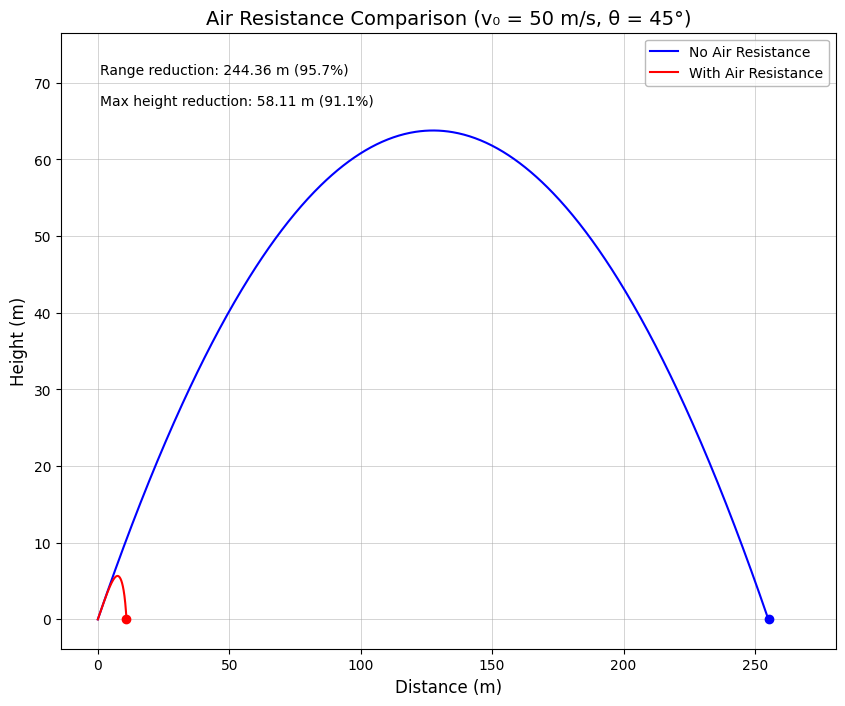 Air Resistance Comparison (v₀ = 50 m/s, θ = 45°)
Range reduction: 244.36 m (95.7%)
Max height reduction: 58.11 m (91.1%)
No Air Resistance
With Air Resistance
Height (m)
70
60
50
40
30
20
10
0
0 50 100 150 200 250
Distance (m)